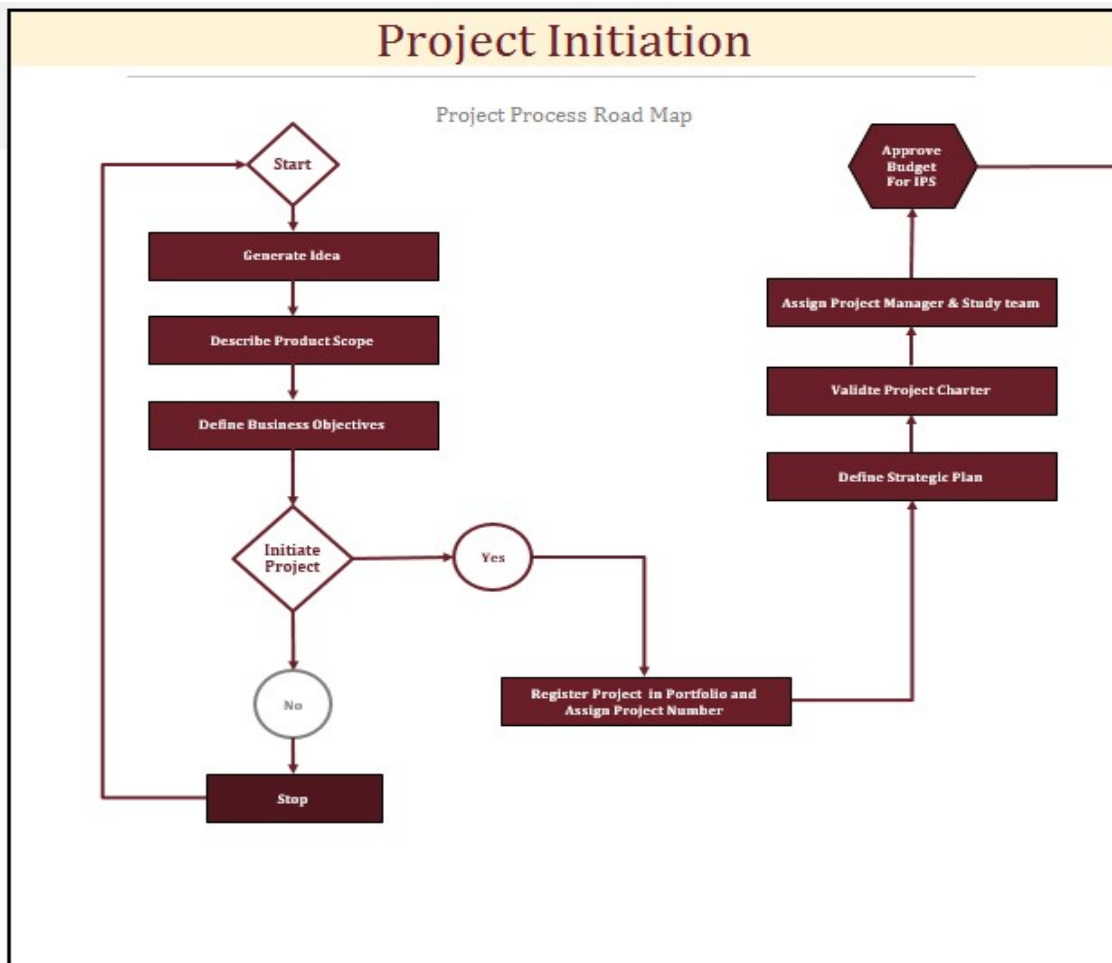 Project Initiation
Project Process Road Map
Start
Generate Idea
Describe Product Scope
Define Business Objectives
Initiate
Project
Yes
No
Stop
Register Project in Portfolio and
Assign Project Number
Define Strategic Plan
Validte Project Charter
Assign Project Manager & Study team
Approve
Budget
For IPS